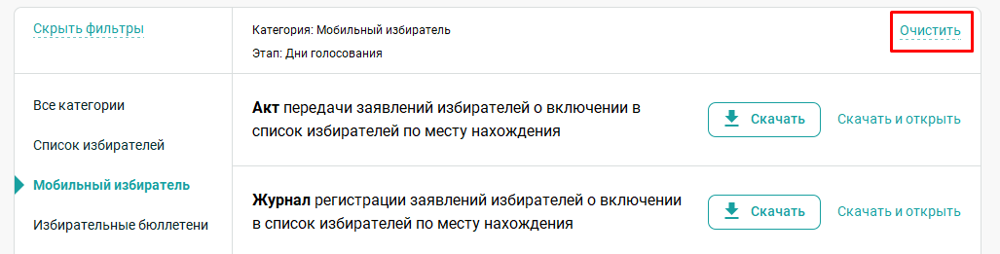 Скрыть фильтры
Категория: Мобильный избиратель
Этап: Дни голосования
Очистить
Все категории
Список избирателей
Мобильный избиратель
Избирательные бюллетени
Акт передачи заявлений избирателей о включении в
список избирателей по месту нахождения
Скачать
Скачать и открыть
Журнал регистрации заявлений избирателей о включении
в список избирателей по месту нахождения
Скачать
Скачать и открыть